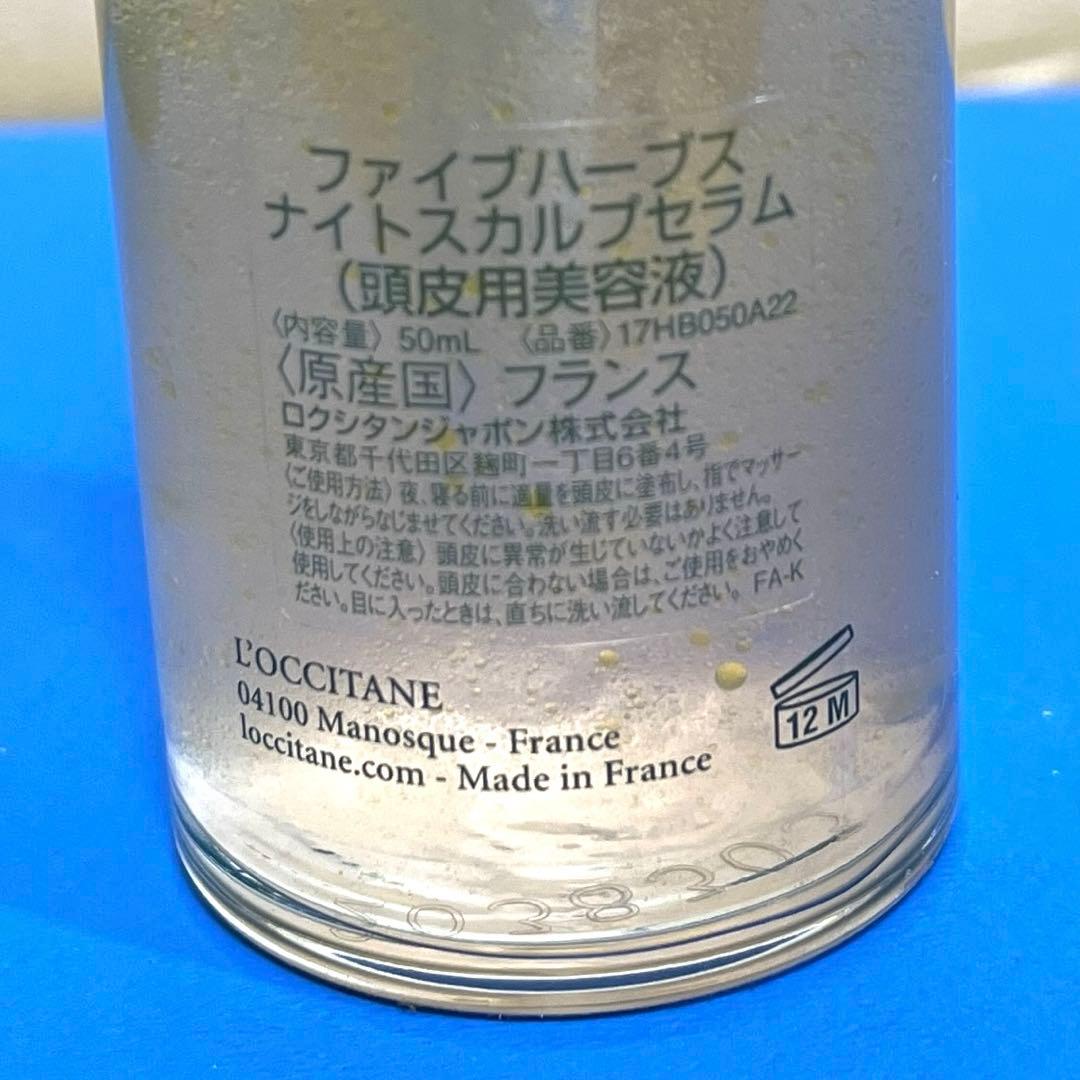 ファイブハーブス
ナイトスカルプセラム
（頭皮用美容液）
〈内容量〉 50mL 〈品番〉17HB050A22
〈原産国〉 フランス
ロクシタンジャポン株式会社
東京都千代田区麹町一丁目6番4号
〈ご使用方法〉夜、寝る前に適量を頭皮に塗布し、指でマッサー
ジをしながらなじませてください。洗い流す必要はありません。
〈使用上の注意〉頭皮に異常が生じていないかよく注意して
使用してください。頭皮に合わない場合は、ご使用をおやめく
ださい。目に入ったときは、直ちに洗い流してください。 FA-K
L'OCCITANE
04100 Manosque - France
loccitane.com - Made in France
12 M